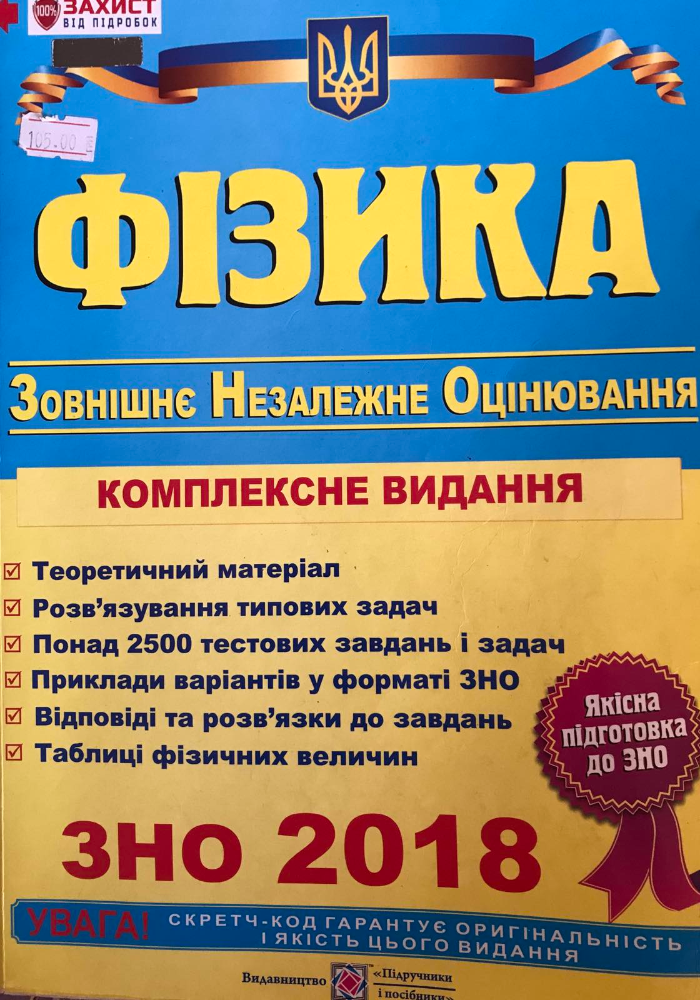 100%
ЗАХИСТ
ВІД ПІДРОБОК
105.00
ФІЗИКА
ЗОВНІШНЄ НЕЗАЛЕЖНЕ ОЦІНЮВАННЯ
КОМПЛЕКСНЕ ВИДАННЯ
Теоретичний матеріал
Розв’язування типових задач
Понад 2500 тестових завдань і задач
Приклади варіантів у форматі ЗНО
Відповіді та розв’язки до завдань
Таблиці фізичних величин
Якісна
підготовка
до ЗНО
ЗНО 2018
УВАГА! СКРЕТЧ-КОД ГАРАНТУЄ ОРИГІНАЛЬНІСТЬ
І ЯКІСТЬ ЦЬОГО ВИДАННЯ
Видавництво ™ «Підручники
і посібники»